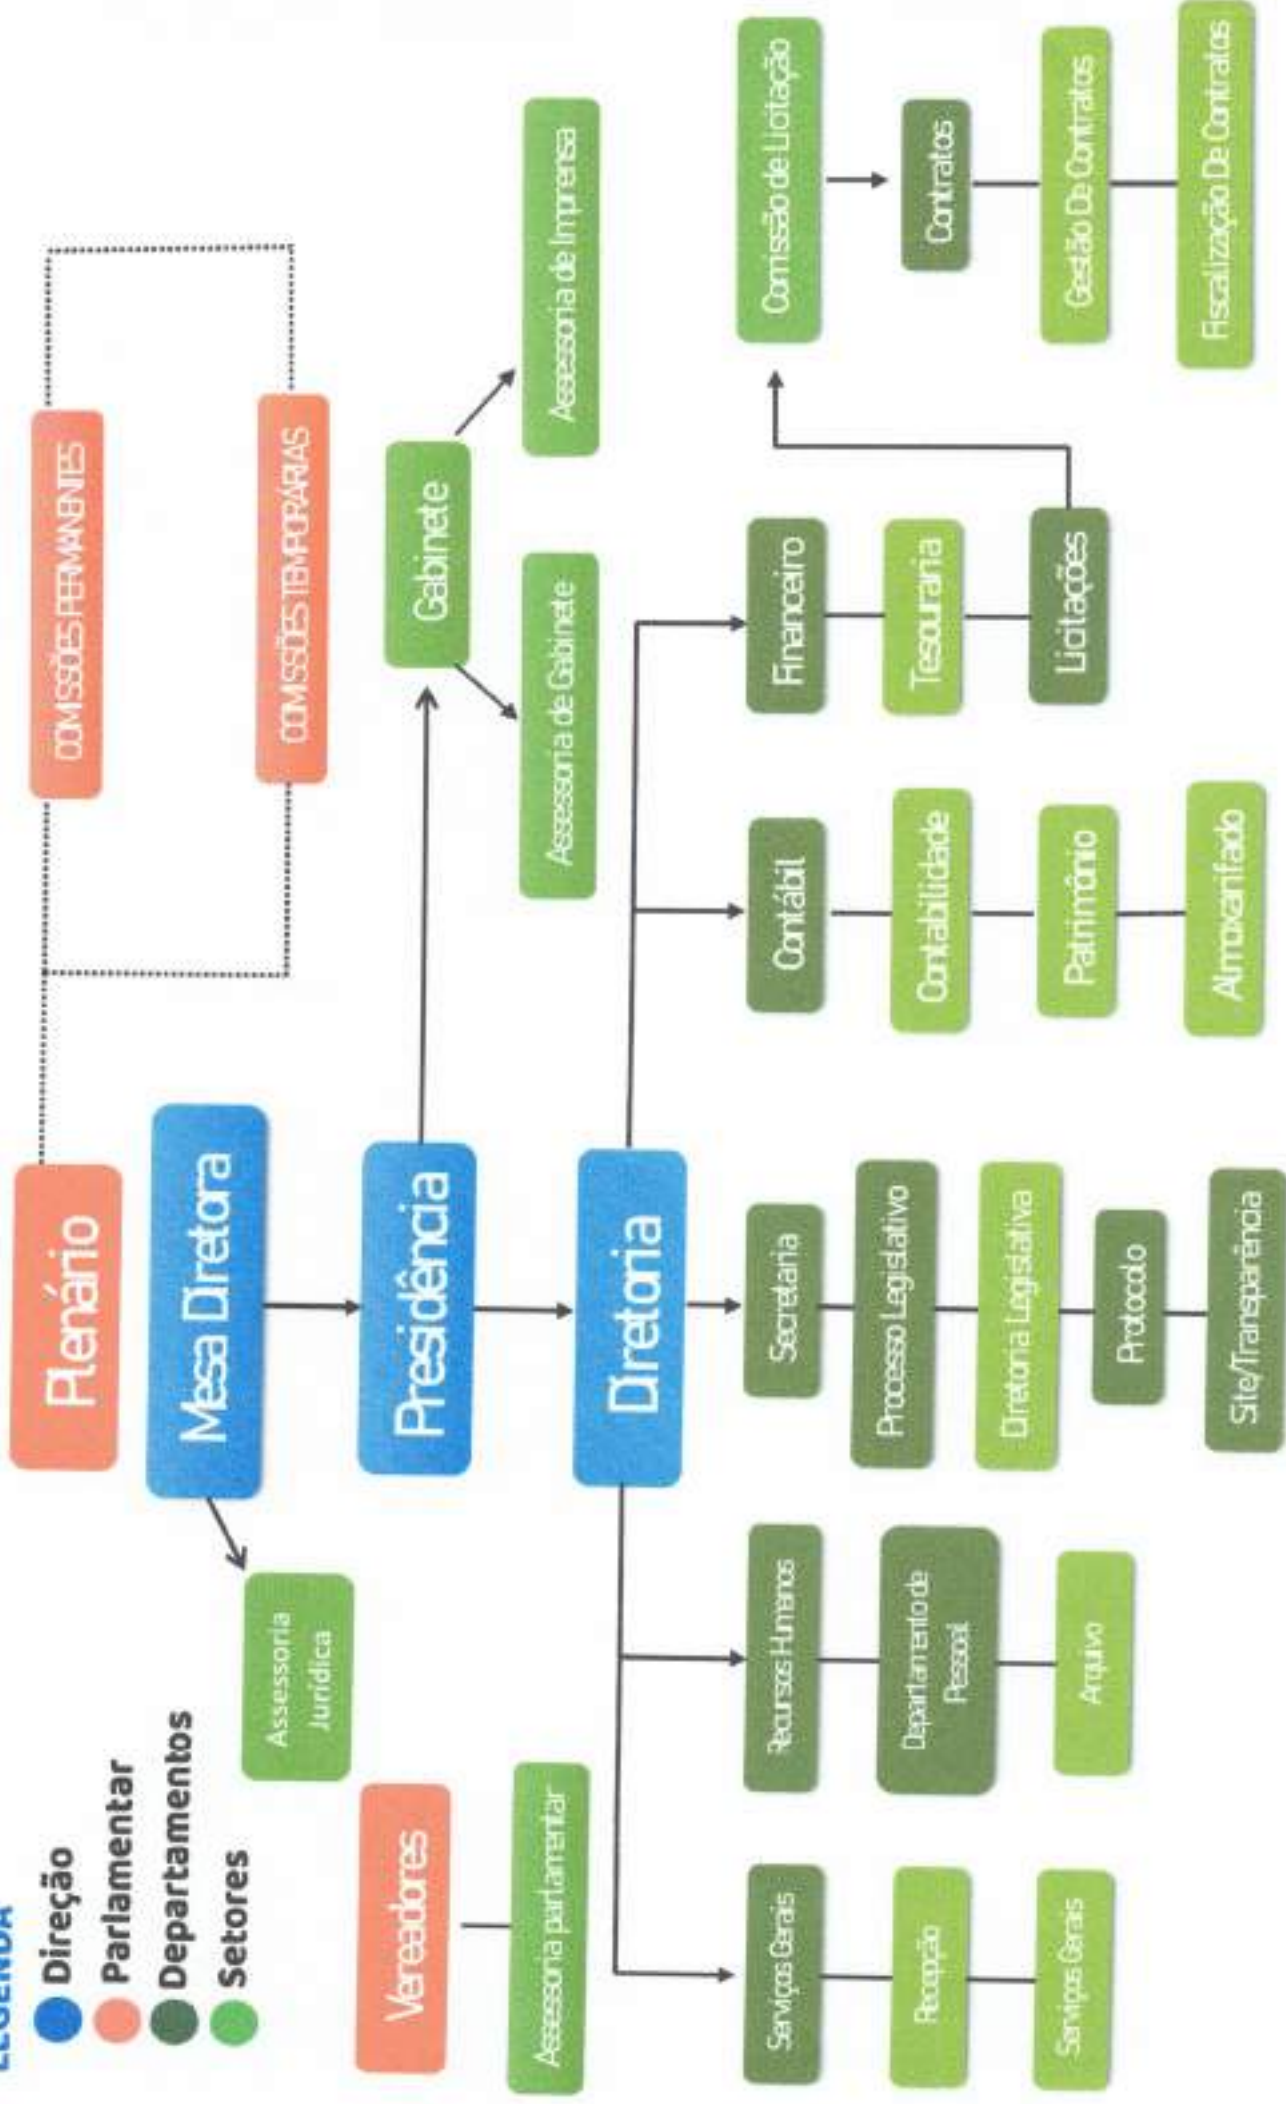 LEGENDA
Direção
Parlamentar
Departamentos
Setores
Plenário
COMISSÕES PERMANENTES
COMISSÕES TEMPORÁRIAS
Mesa Diretora
Assessoria
Jurídica
Presidência
Gabinete
Assessoria de Gabinete
Assessoria de Imprensa
Vereadores
Assessoria parlamentar
Diretoria
Serviços Gerais
Recepção
Serviços Gerais
Recursos Humanos
Departamento de
Pessoal
Arquivo
Secretaria
Processo Legislativo
Diretoria Legislativa
Protocolo
Site/Transparência
Contábil
Contabilidade
Patrimônio
Almoxarifado
Financeiro
Tesouraria
Licitações
Comissão de Licitação
Contratos
Gestão De Contratos
Fiscalização De Contratos